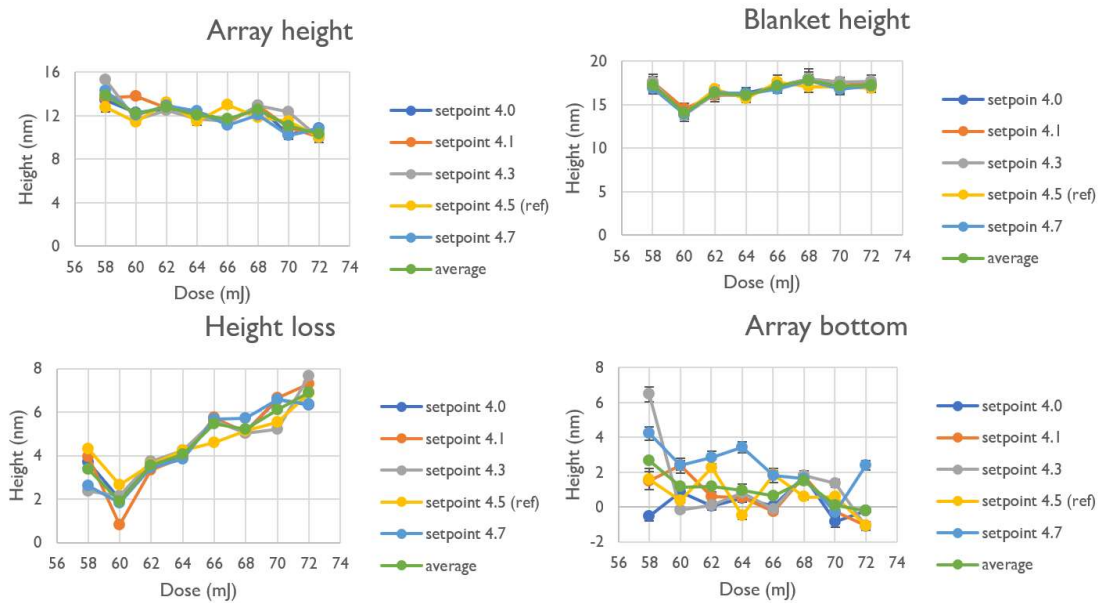 Array height
16
12
8
4
0
Height (nm)
56 58 60 62 64 66 68 70 72 74
Dose (mJ)
setpoint 4.0
setpoint 4.1
setpoint 4.3
setpoint 4.5 (ref)
setpoint 4.7
average
Blanket height
20
15
10
5
0
Height (nm)
56 58 60 62 64 66 68 70 72 74
Dose (mJ)
setpoin 4.0
setpoin 4.1
setpoin 4.3
setpoin 4.5 (ref)
setpoin 4.7
average
Height loss
8
6
4
2
0
Height (nm)
56 58 60 62 64 66 68 70 72 74
Dose (mJ)
setpoint 4.0
setpoint 4.1
setpoint 4.3
setpoint 4.5 (ref)
setpoint 4.7
average
Array bottom
8
6
4
2
0
-2
Height (nm)
56 58 60 62 64 66 68 70 72 74
Dose (mJ)
setpoint 4.0
setpoint 4.1
setpoint 4.3
setpoint 4.5 (ref)
setpoint 4.7
average